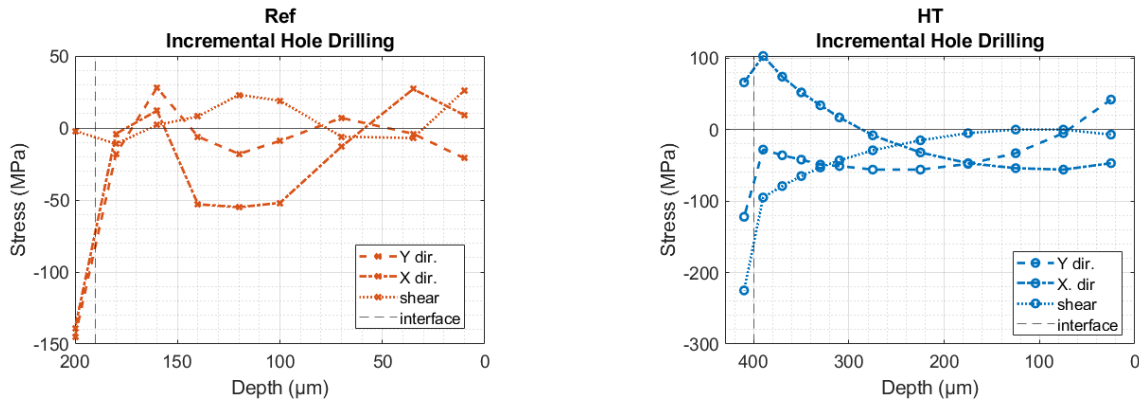 Ref
Incremental Hole Drilling
50
0
-50
-100
-150
200
150
100
50
0
Stress (MPa)
Depth (µm)
Y dir.
X dir.
shear
interface
HT
Incremental Hole Drilling
100
0
-100
-200
-300
400
300
200
100
0
Stress (MPa)
Depth (µm)
Y dir.
X. dir
shear
interface